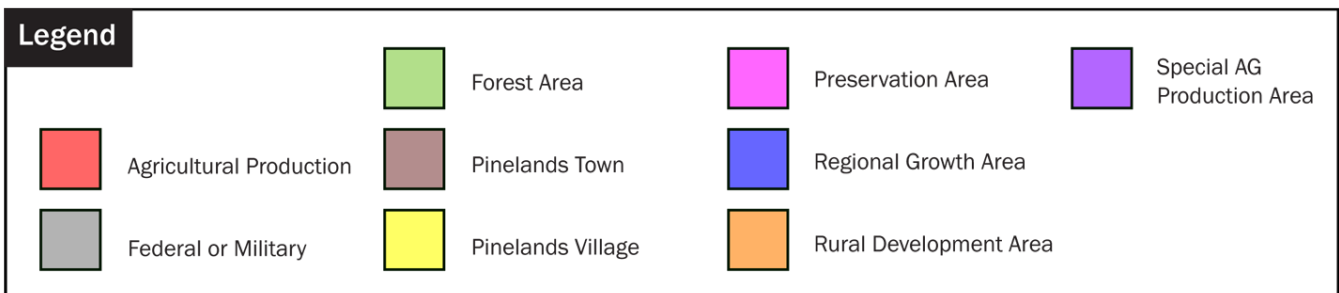 Legend
Forest Area
Preservation Area
Special AG
Production Area
Agricultural Production
Pinelands Town
Regional Growth Area
Federal or Military
Pinelands Village
Rural Development Area